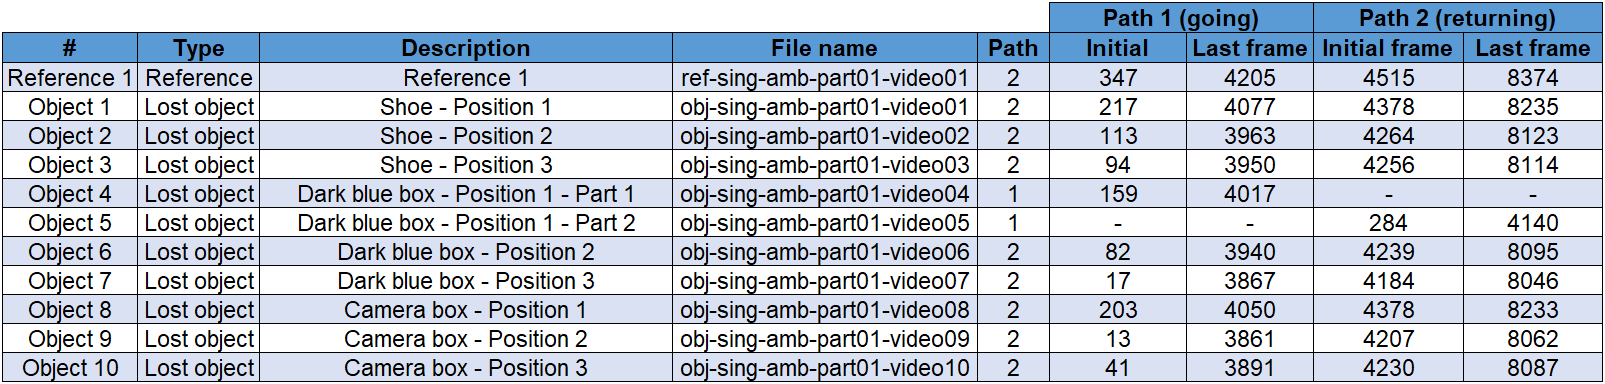 Path 1 (going) Path 2 (returning)
# Type Description File name Path Initial Last frame Initial frame Last frame
Reference 1 Reference Reference 1 ref-sing-amb-part01-video01 2 347 4205 4515 8374
Object 1 Lost object Shoe - Position 1 obj-sing-amb-part01-video01 2 217 4077 4378 8235
Object 2 Lost object Shoe - Position 2 obj-sing-amb-part01-video02 2 113 3963 4264 8123
Object 3 Lost object Shoe - Position 3 obj-sing-amb-part01-video03 2 94 3950 4256 8114
Object 4 Lost object Dark blue box - Position 1 - Part 1 obj-sing-amb-part01-video04 1 159 4017 - -
Object 5 Lost object Dark blue box - Position 1 - Part 2 obj-sing-amb-part01-video05 1 - - 284 4140
Object 6 Lost object Dark blue box - Position 2 obj-sing-amb-part01-video06 2 82 3940 4239 8095
Object 7 Lost object Dark blue box - Position 3 obj-sing-amb-part01-video07 2 17 3867 4184 8046
Object 8 Lost object Camera box - Position 1 obj-sing-amb-part01-video08 2 203 4050 4378 8233
Object 9 Lost object Camera box - Position 2 obj-sing-amb-part01-video09 2 13 3861 4207 8062
Object 10 Lost object Camera box - Position 3 obj-sing-amb-part01-video10 2 41 3891 4230 8087